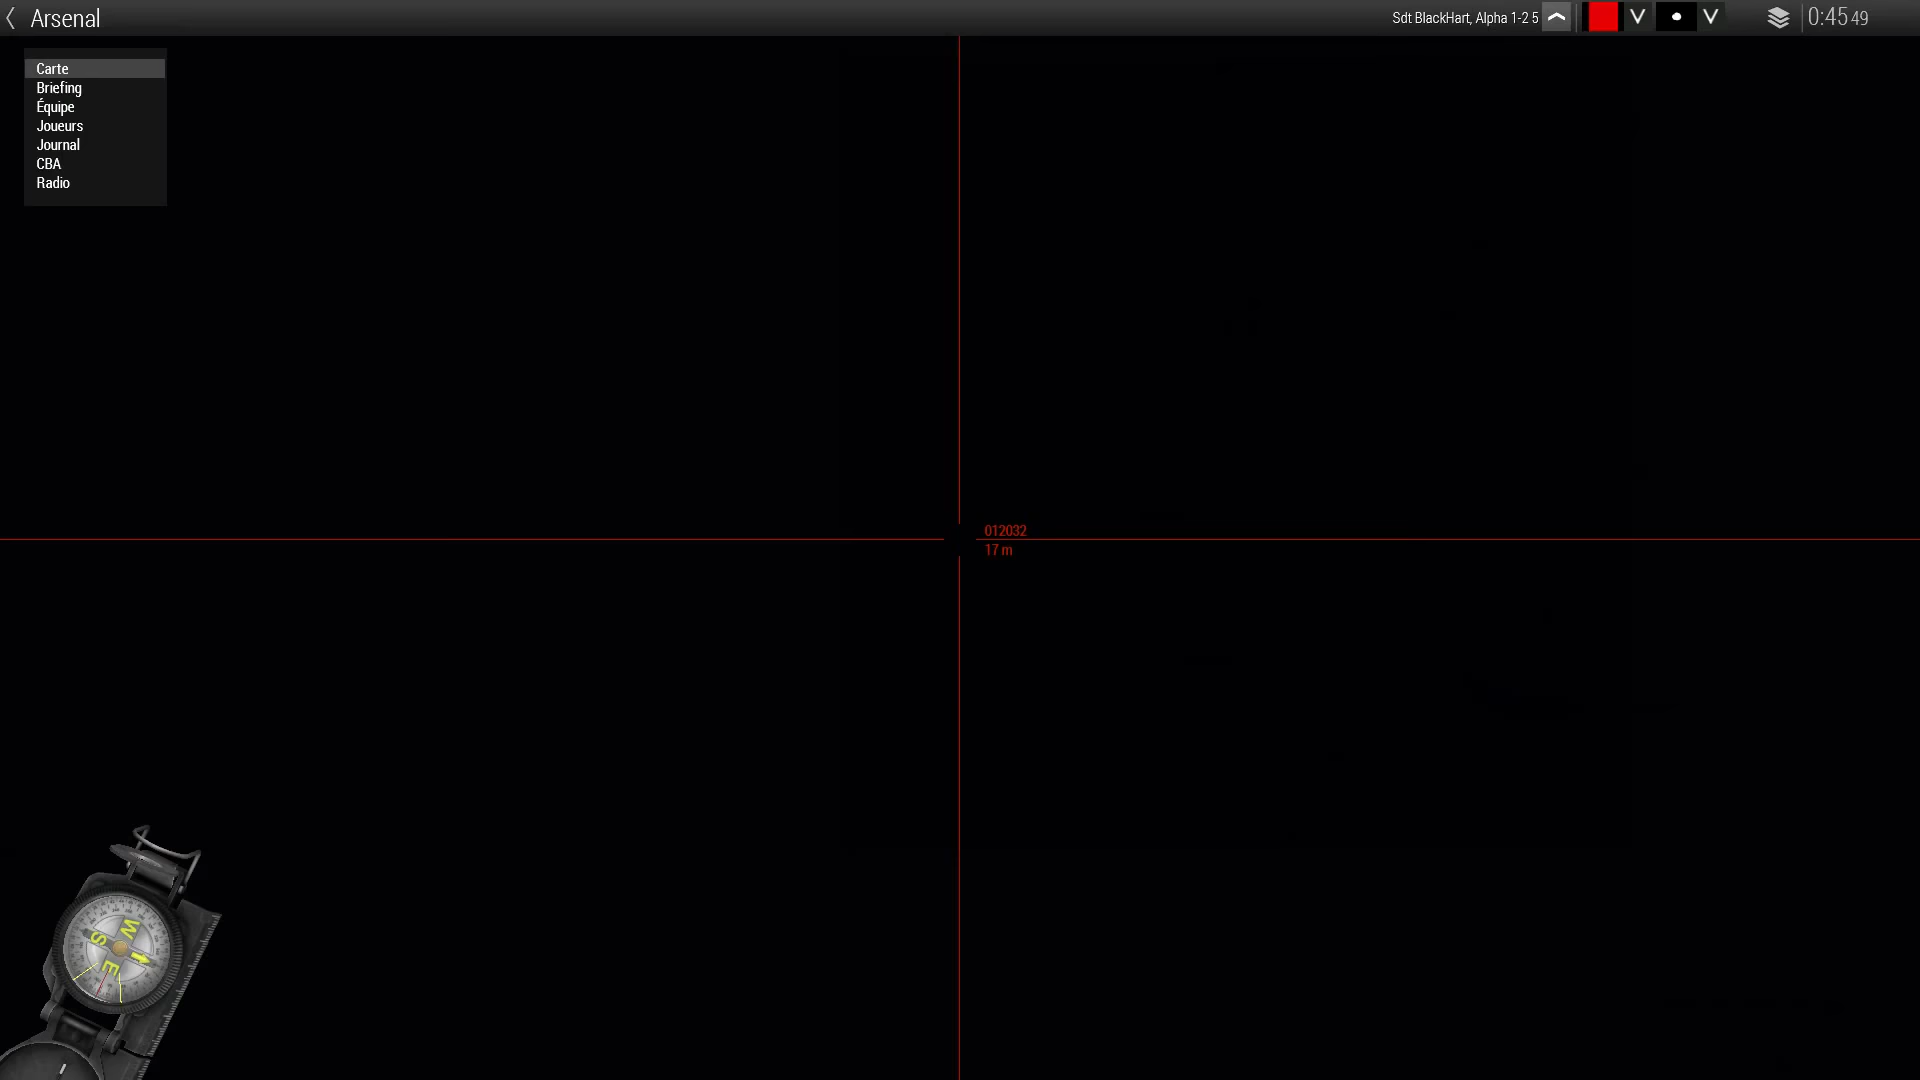 Arsenal
Sdt BlackHart, Alpha 1-2 5
V
V
0:45 49
Carte
Briefing
Équipe
Joueurs
Journal
CBA
Radio
012032
17 m
W
S
E